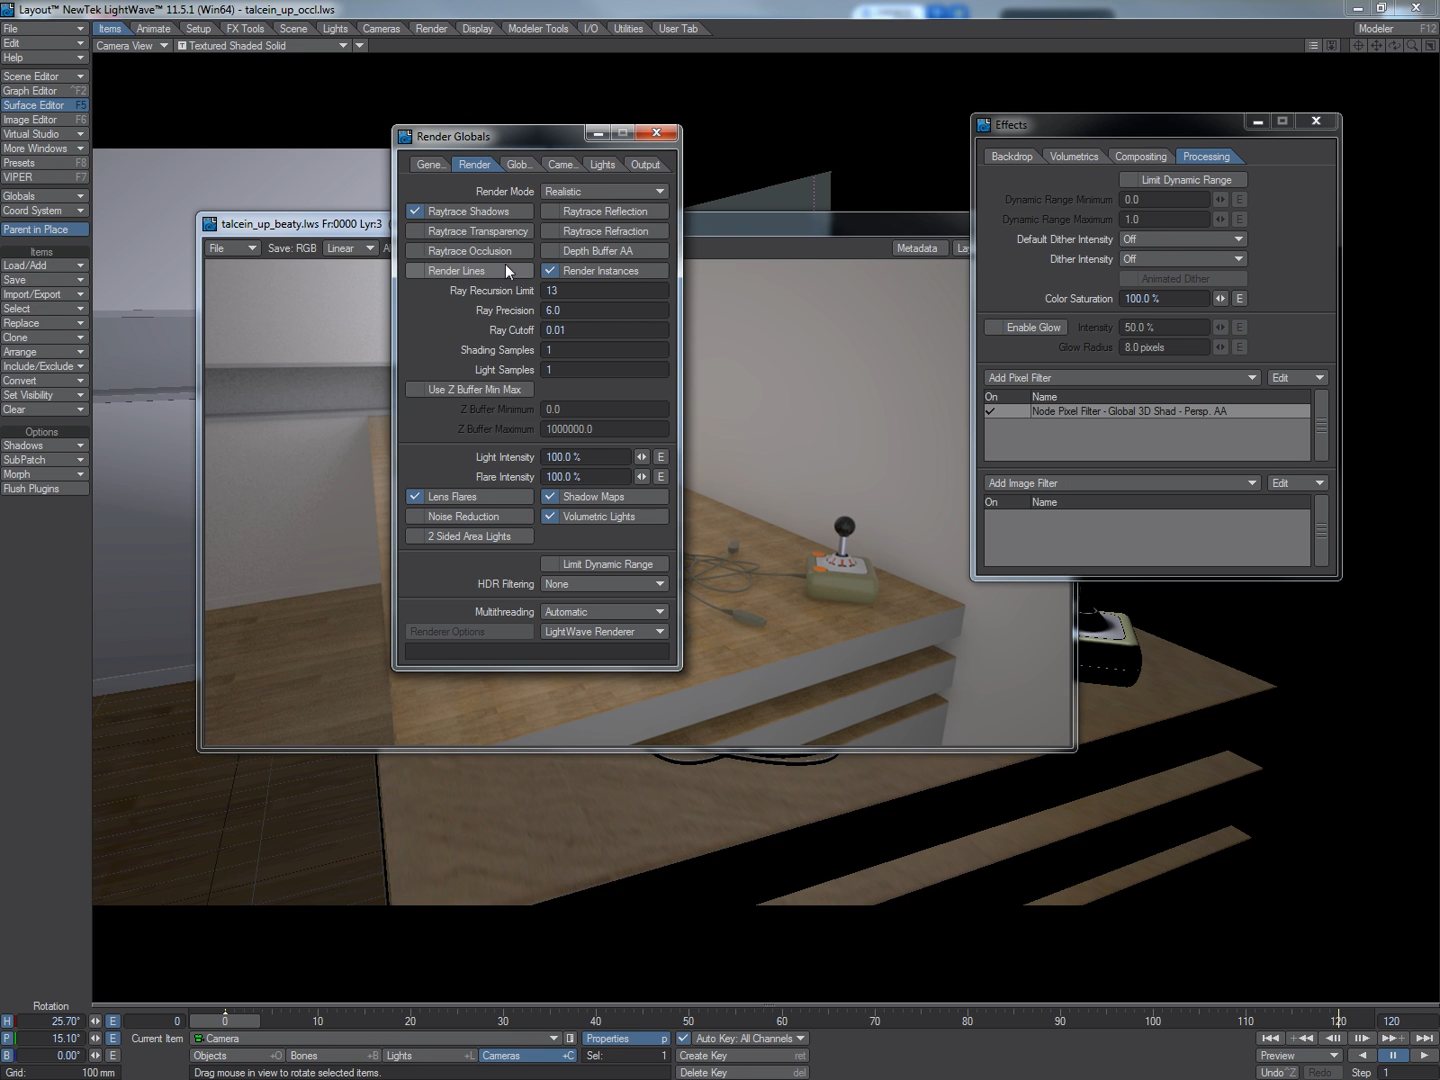 Layout™ NewTek LightWave™ 11.5.1 (Win64) - talcein_up_occl.lws
File
Items
Animate
Setup
FX Tools
Scene
Lights
Cameras
Render
Display
Modeler Tools
I/O
Utilities
User Tab
Modeler F12
Edit
Camera View
Textured Shaded Solid
Help
Scene Editor
Graph Editor ^F2
Surface Editor F5
Image Editor F6
Virtual Studio
More Windows
Presets F8
VIPER F7
Globals
Coord System
Parent in Place
Items
Load/Add
Save
Import/Export
Select
Replace
Clone
Arrange
Include/Exclude
Convert
Set Visibility
Clear
Options
Shadows
SubPatch
Morph
Flush Plugins
talcein_up_beaty.lws Fr:0000 Lyr:3
File
Save: RGB
Linear
Metadata
Render Globals
Gene...
Render
Glob...
Came...
Lights
Output
Render Mode Realistic
Raytrace Shadows
Raytrace Reflection
Raytrace Transparency
Raytrace Refraction
Raytrace Occlusion
Depth Buffer AA
Render Lines
Render Instances
Ray Recursion Limit 13
Ray Precision 6.0
Ray Cutoff 0.01
Shading Samples 1
Light Samples 1
Use Z Buffer Min Max
Z Buffer Minimum 0.0
Z Buffer Maximum 1000000.0
Light Intensity 100.0 % E
Flare Intensity 100.0 % E
Lens Flares
Shadow Maps
Noise Reduction
Volumetric Lights
2 Sided Area Lights
Limit Dynamic Range
HDR Filtering None
Multithreading Automatic
Renderer Options LightWave Renderer
Effects
Backdrop
Volumetrics
Compositing
Processing
Limit Dynamic Range
Dynamic Range Minimum 0.0 E
Dynamic Range Maximum 1.0 E
Default Dither Intensity Off
Dither Intensity Off
Animated Dither
Color Saturation 100.0 % E
Enable Glow Intensity 50.0 % E
Glow Radius 8.0 pixels E
Add Pixel Filter Edit
On Name
Node Pixel Filter - Global 3D Shad - Persp. AA
Add Image Filter Edit
On Name
Rotation
H 25.70° E
P 15.10° E
B 0.00° E
Grid: 100 mm
0
0 10 20 30 40 50 60 70 80 90 100 110 120
120
Current Item Camera
Properties p
Auto Key: All Channels
Objects +O
Bones +B
Lights +L
Cameras +C
Sel: 1
Create Key ret
Drag mouse in view to rotate selected items.
Delete Key del
Preview
Undo ^Z
Redo
Step 1